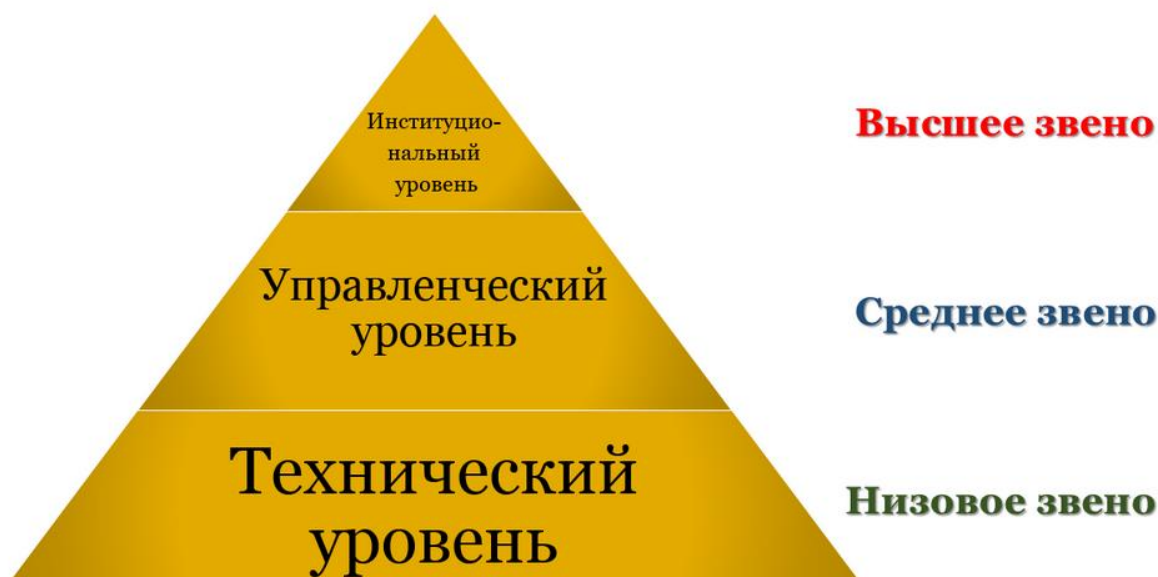 Институцио-
нальный
уровень
Высшее звено
Управленческий
уровень
Среднее звено
Технический
уровень
Низовое звено